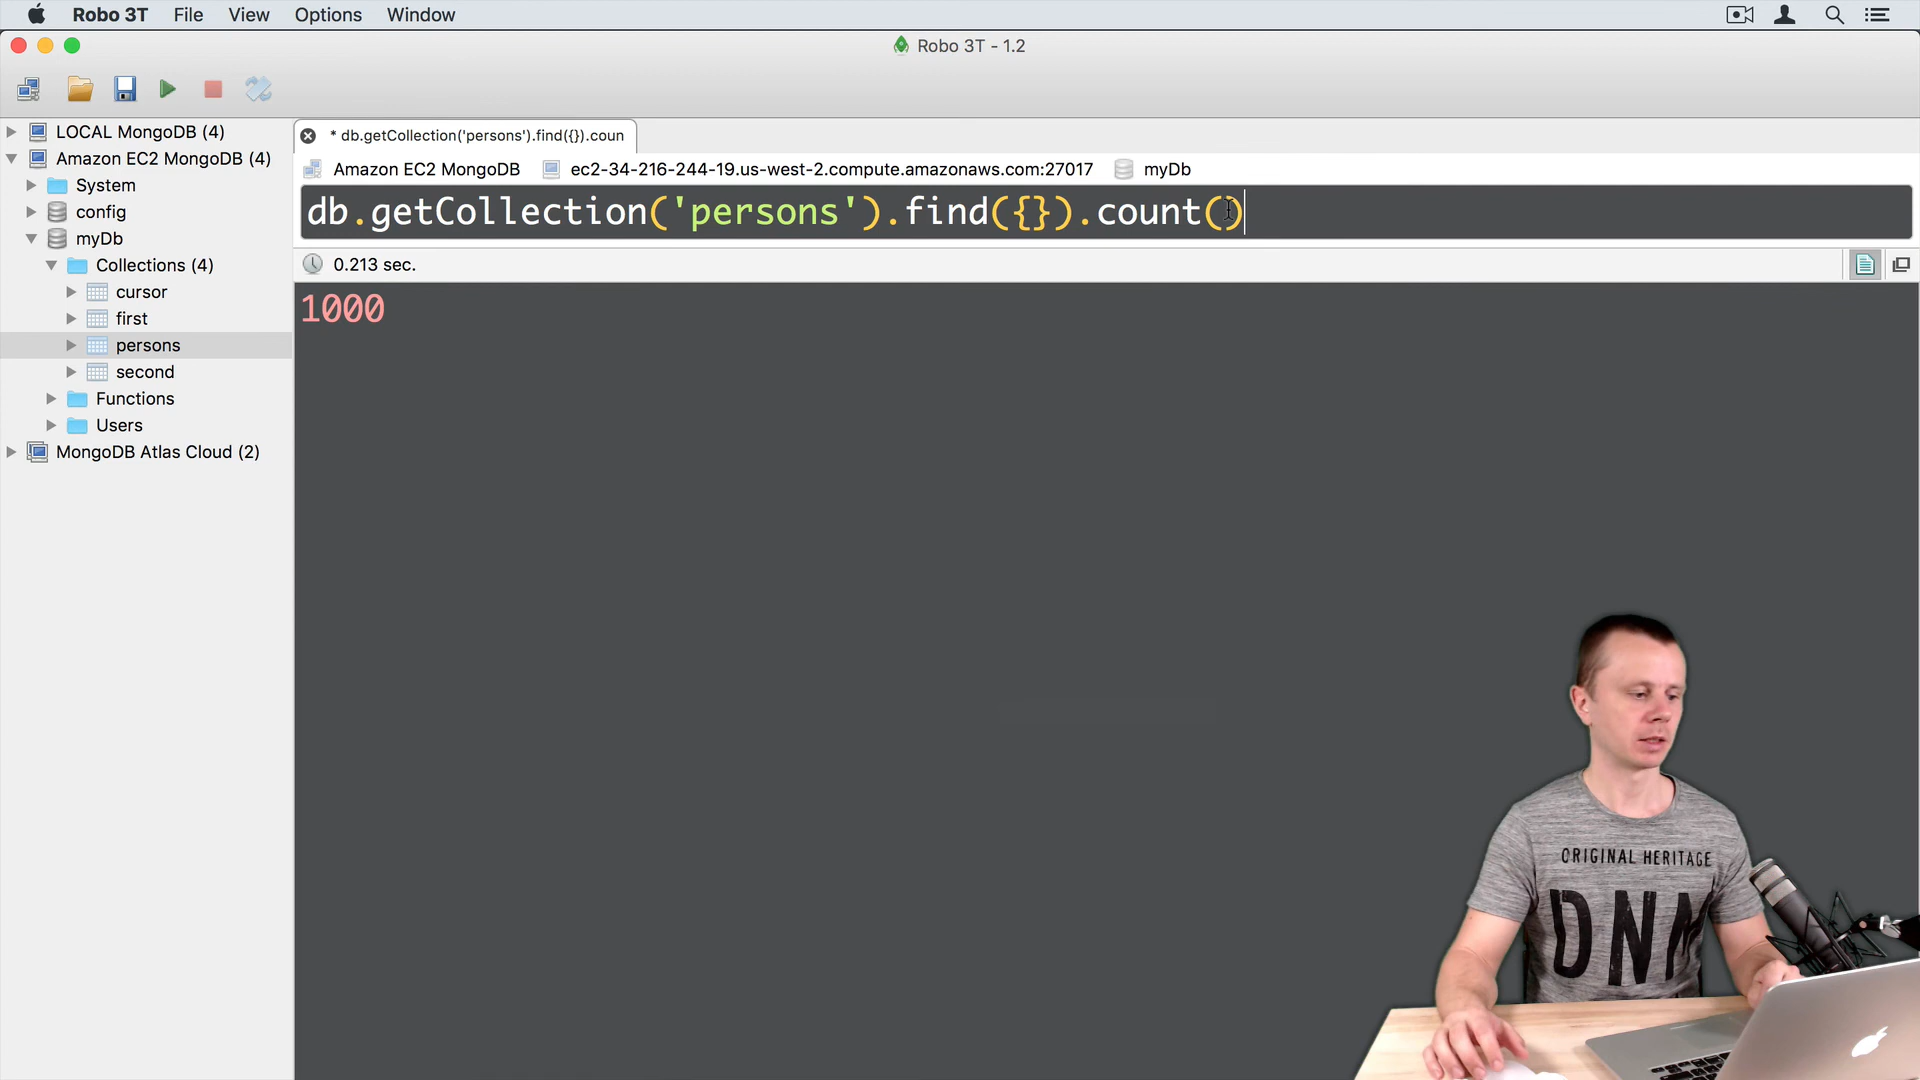 Robo 3T File View Options Window
Robo 3T - 1.2
LOCAL MongoDB (4)
Amazon EC2 MongoDB (4)
System
config
myDb
Collections (4)
cursor
first
persons
second
Functions
Users
MongoDB Atlas Cloud (2)
* db.getCollection('persons').find({}).coun
Amazon EC2 MongoDB ec2-34-216-244-19.us-west-2.compute.amazonaws.com:27017 myDb
db.getCollection('persons').find({}).count()
0.213 sec.
1000
ORIGINAL HERITAGE
DNM